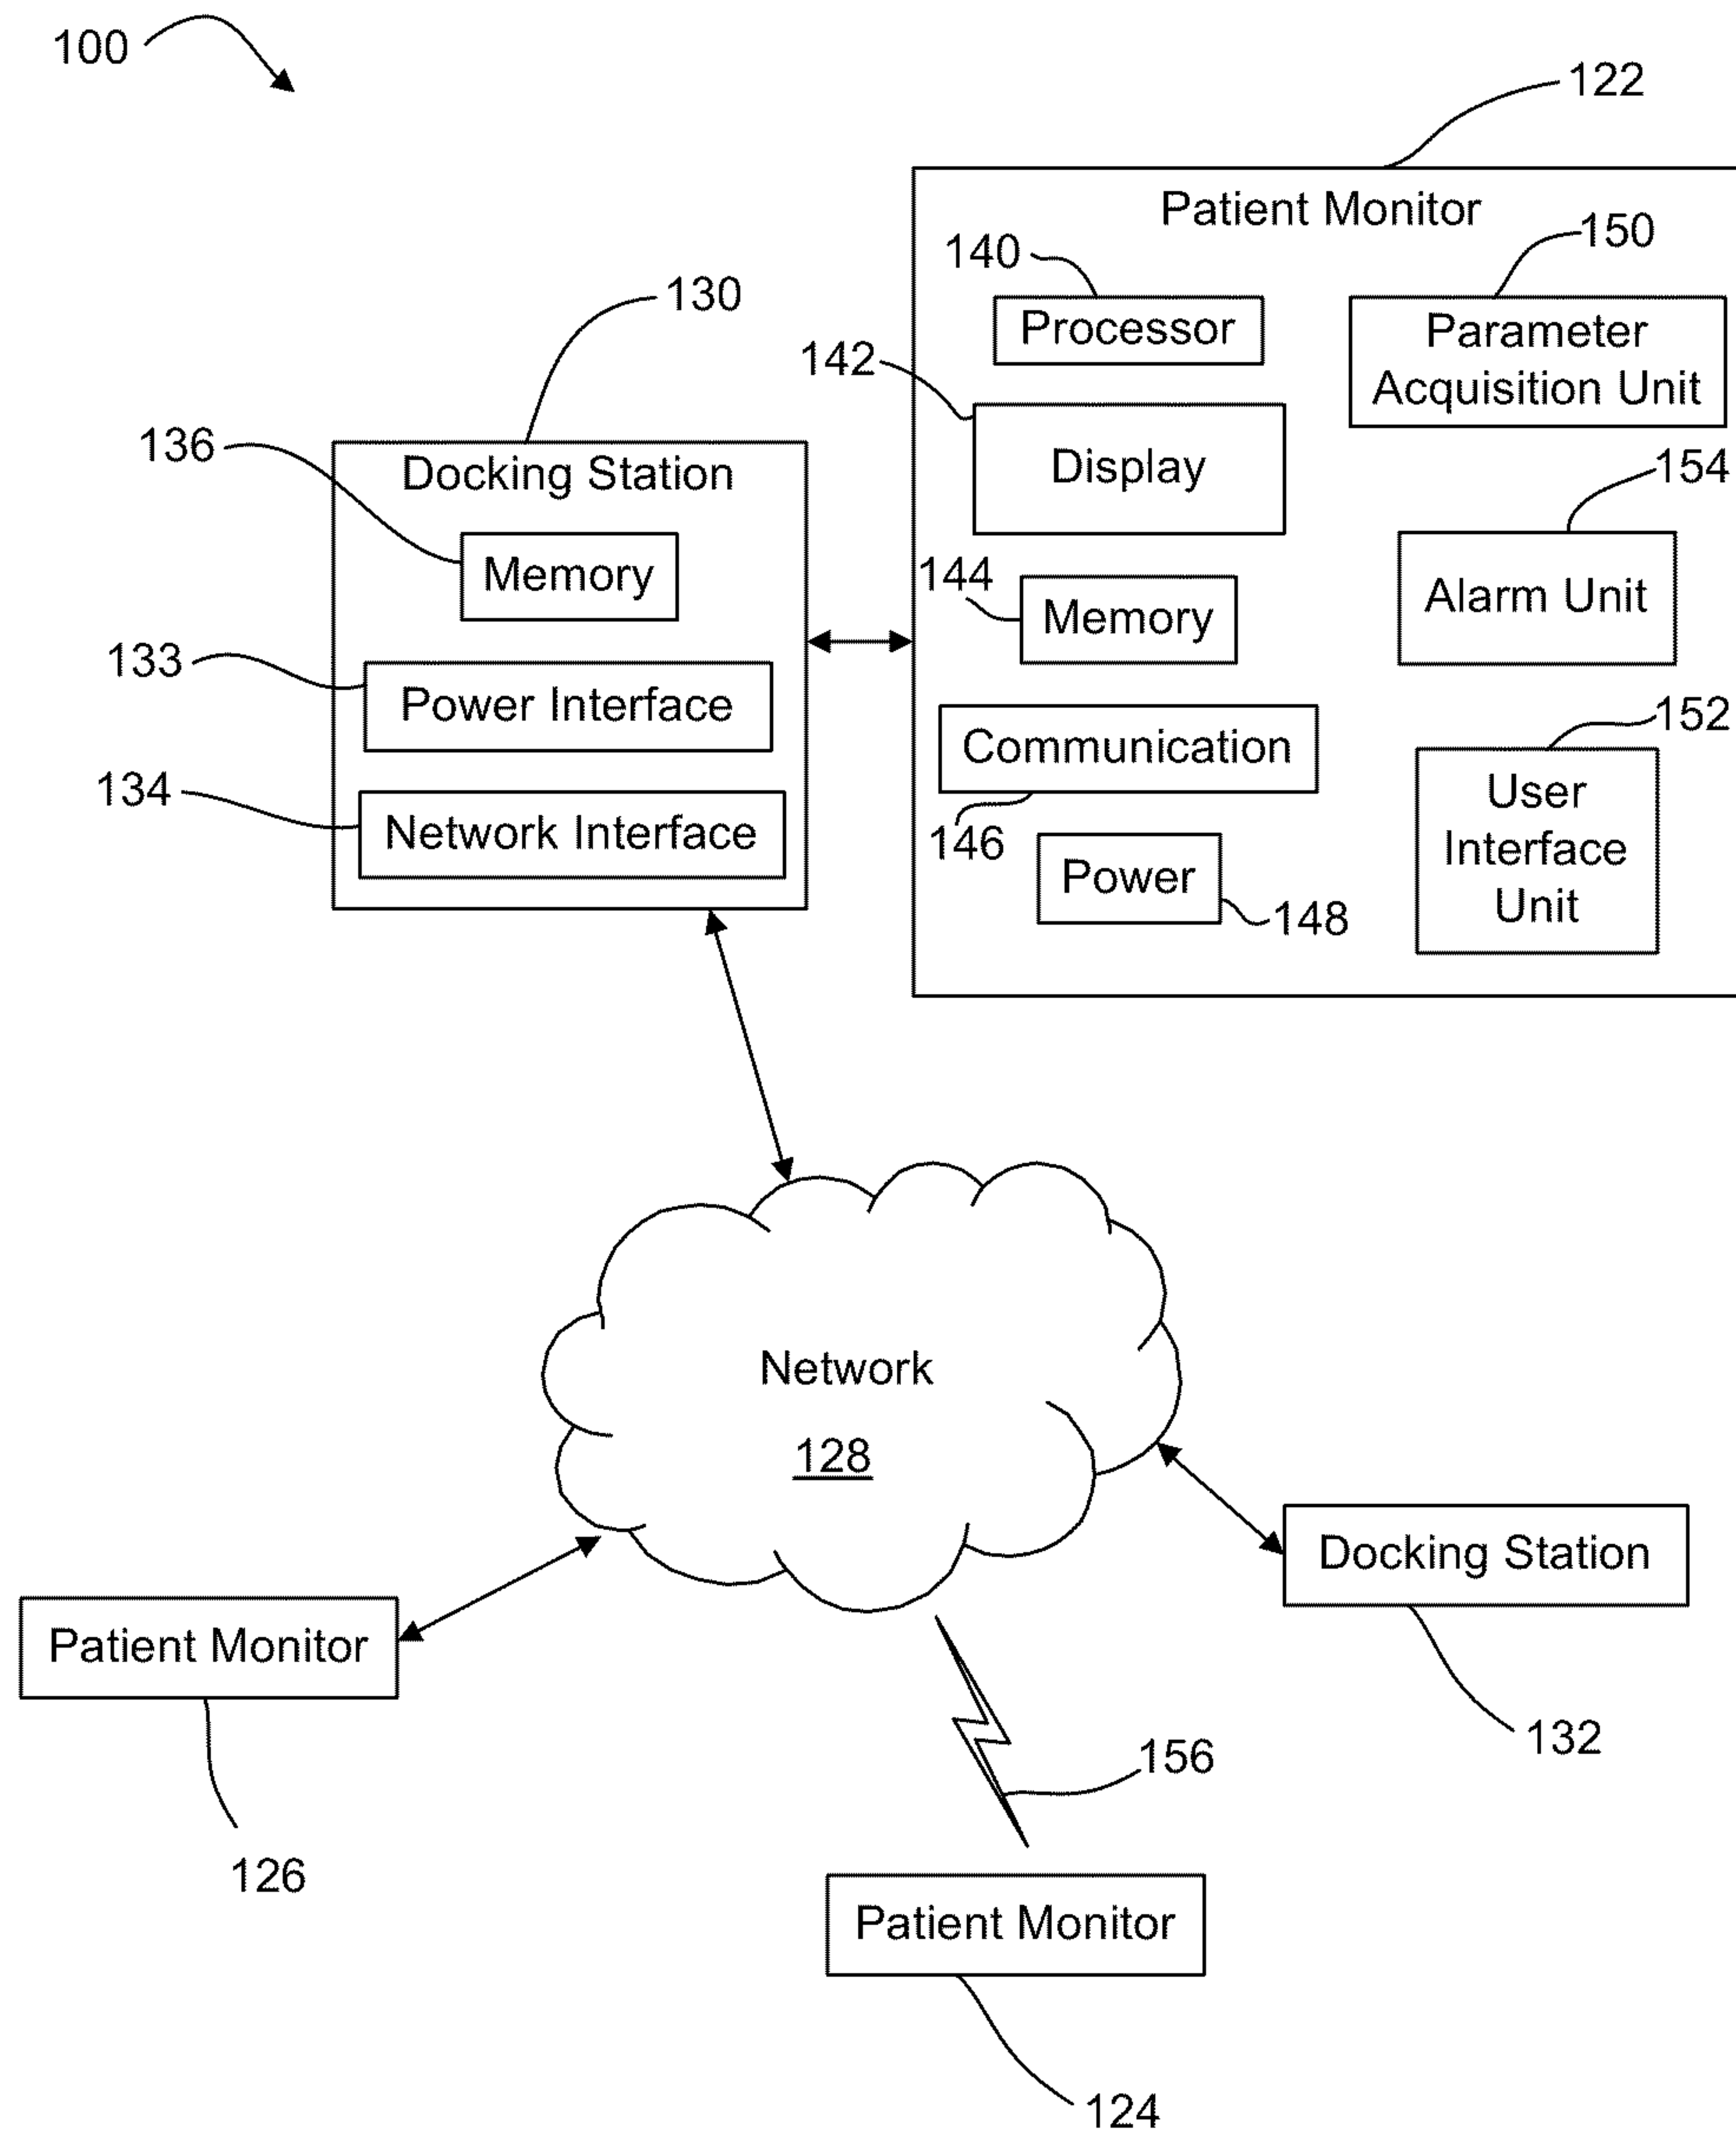 100
122
Patient Monitor
140
150
130
Processor
Parameter
Acquisition Unit
142
136
Docking Station
Display
154
Memory
144
Memory
Alarm Unit
133
Power Interface
Communication
152
134
Network Interface
146
User
Interface
Unit
Power
148
Network
128
Docking Station
Patient Monitor
132
156
126
Patient Monitor
124